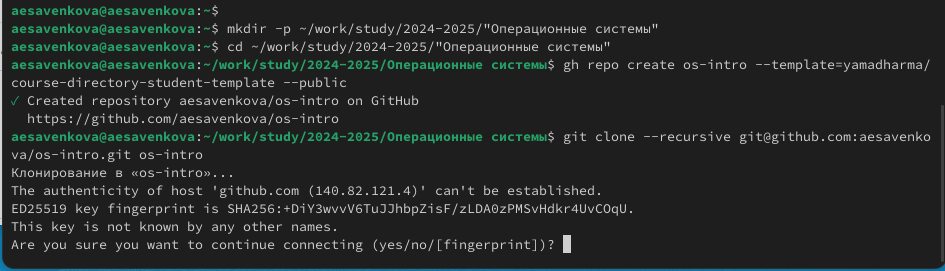 aesavenkova@aesavenkova:~$
aesavenkova@aesavenkova:~$ mkdir -p ~/work/study/2024-2025/"Операционные системы"
aesavenkova@aesavenkova:~$ cd ~/work/study/2024-2025/"Операционные системы"
aesavenkova@aesavenkova:~/work/study/2024-2025/Операционные системы$ gh repo create os-intro --template=yamadharma/
course-directory-student-template --public
✓ Created repository aesavenkova/os-intro on GitHub
https://github.com/aesavenkova/os-intro
aesavenkova@aesavenkova:~/work/study/2024-2025/Операционные системы$ git clone --recursive git@github.com:aesavenko
va/os-intro.git os-intro
Клонирование в «os-intro»...
The authenticity of host 'github.com (140.82.121.4)' can't be established.
ED25519 key fingerprint is SHA256:+DiY3wvvV6TuJJhbpZisF/zLDA0zPMSvHdkr4UvCOqU.
This key is not known by any other names.
Are you sure you want to continue connecting (yes/no/[fingerprint])?